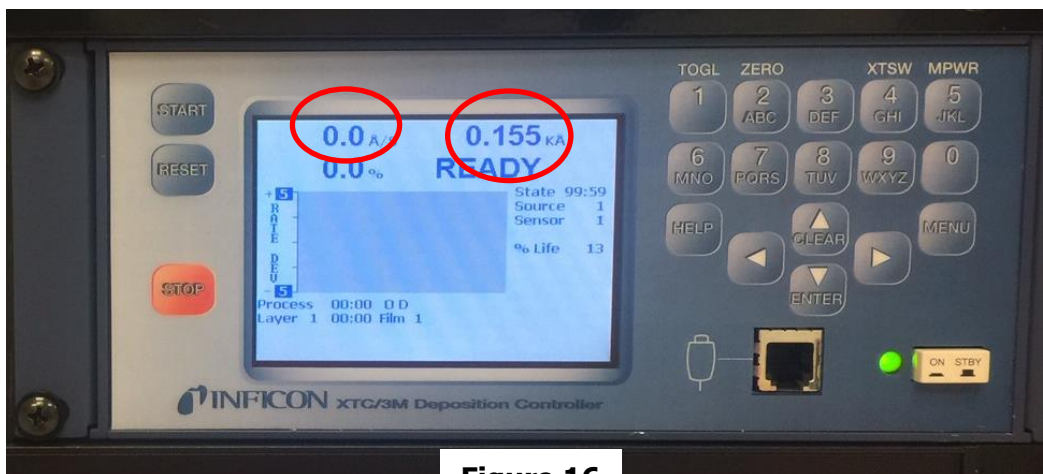 TOGL ZERO XTSW MPWR
START
RESET
STOP
0.0 Å/S 0.155 KÅ
0.0 % READY
+ 5
RATE DEV
- 5
State 99:59
Source 1
Sensor 1
% Life 13
Process 00:00
Layer 1 00:00 Film 1
1 2 ABC 3 DEF 4 GHI 5 JKL
6 MNO 7 PQRS 8 TUV 9 WXYZ 0
HELP CLEAR MENU
ENTER
ON STBY
INFICON XTC/3M Deposition Controller
Figure 16